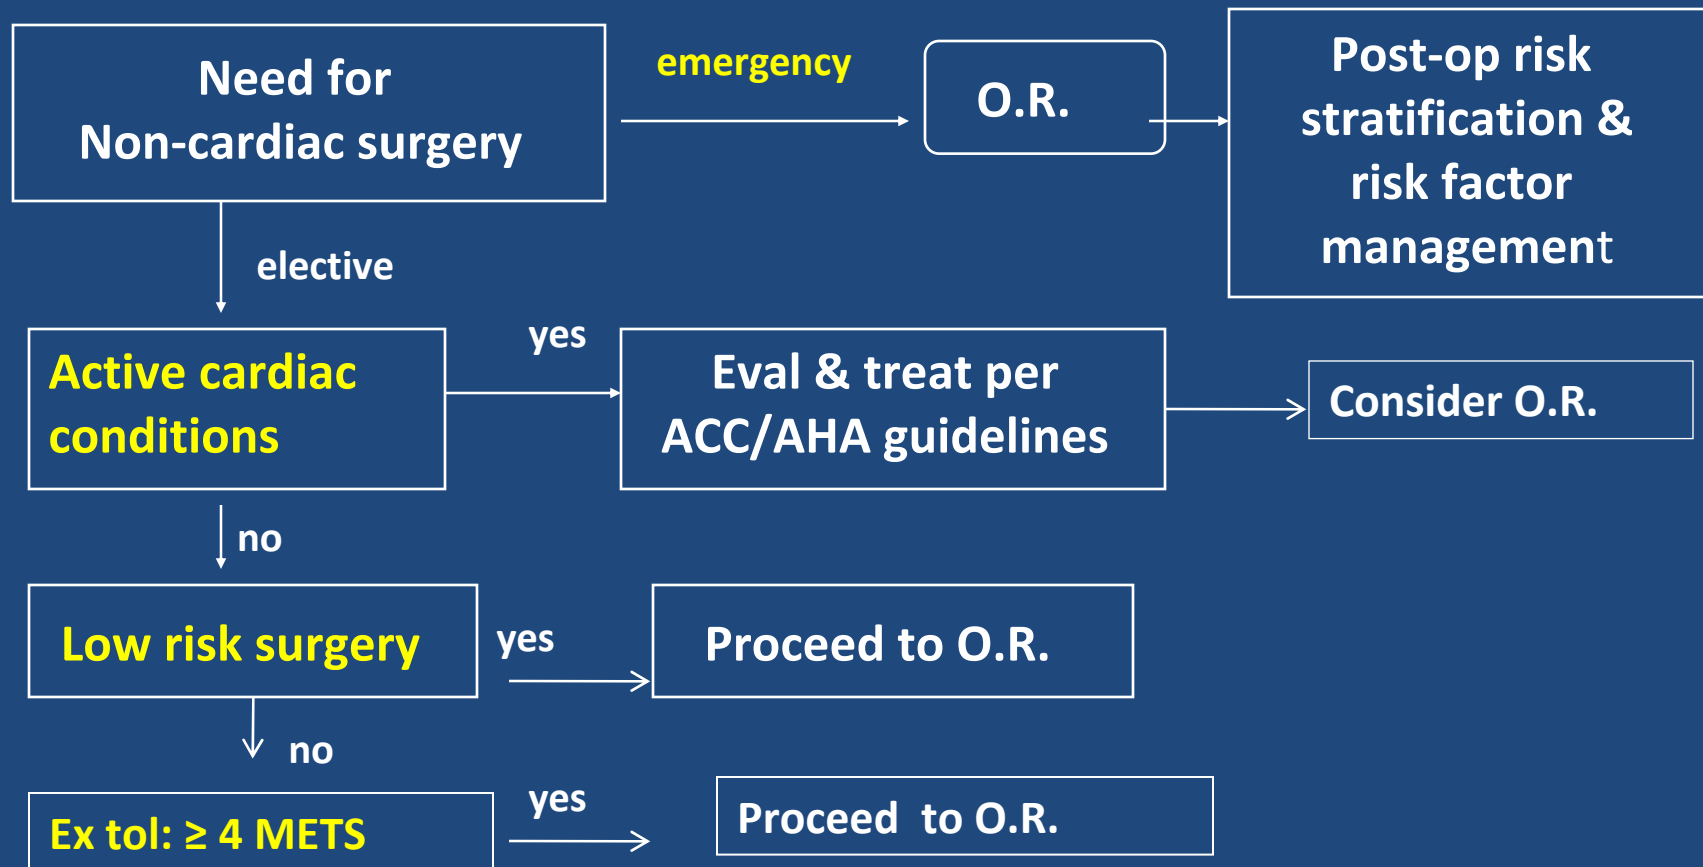 Need for
Non-cardiac surgery
emergency
O.R.
Post-op risk
stratification &
risk factor
management
elective
Active cardiac
conditions
yes
Eval & treat per
ACC/AHA guidelines
Consider O.R.
no
Low risk surgery
yes
Proceed to O.R.
no
Ex tol: ≥ 4 METS
yes
Proceed to O.R.